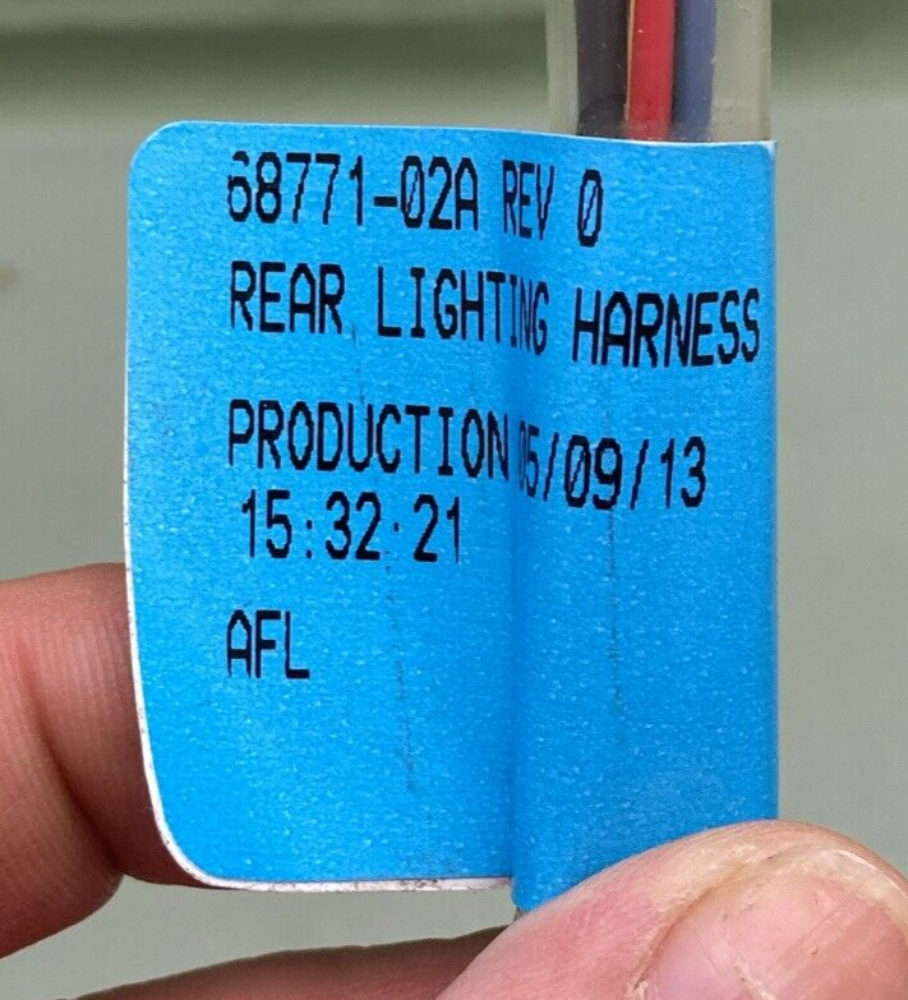 68771-02A REV 0
REAR LIGHTING HARNESS
PRODUCTION 05/09/13
15:32:21
AFL